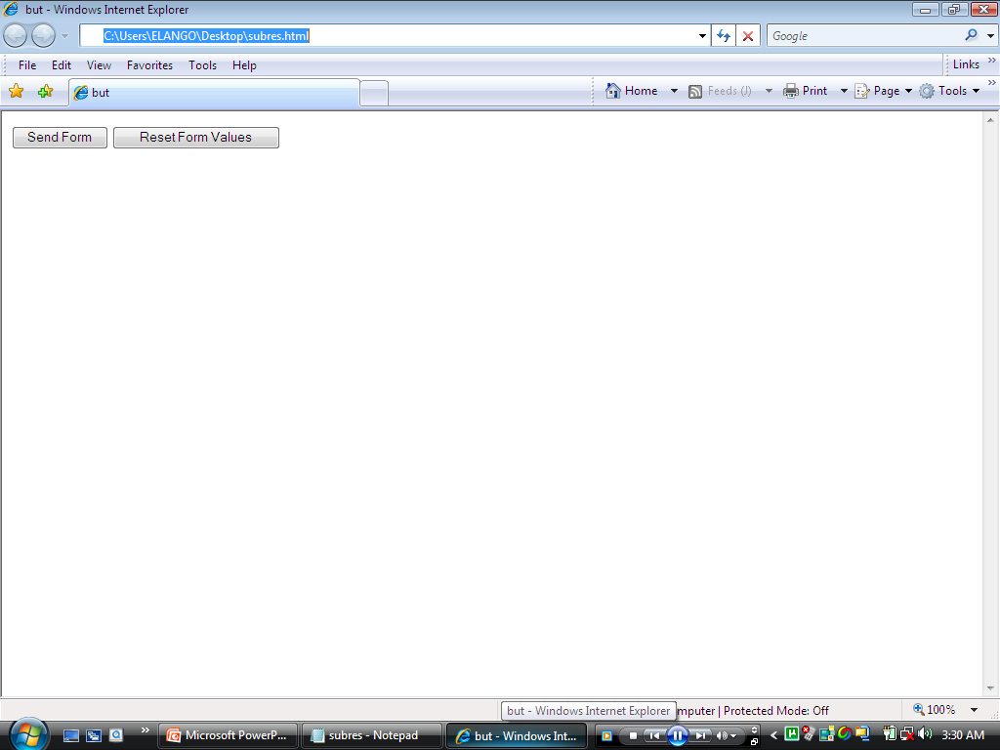 but - Windows Internet Explorer
C:\Users\ELANGO\Desktop\subres.html
Google
File Edit View Favorites Tools Help
Links »
but
Home Feeds (J) Print Page Tools »
Send Form Reset Form Values
but - Windows Internet Explorer
mputer | Protected Mode: Off
100%
» Microsoft PowerP... subres - Notepad but - Windows Int... < 3:30 AM